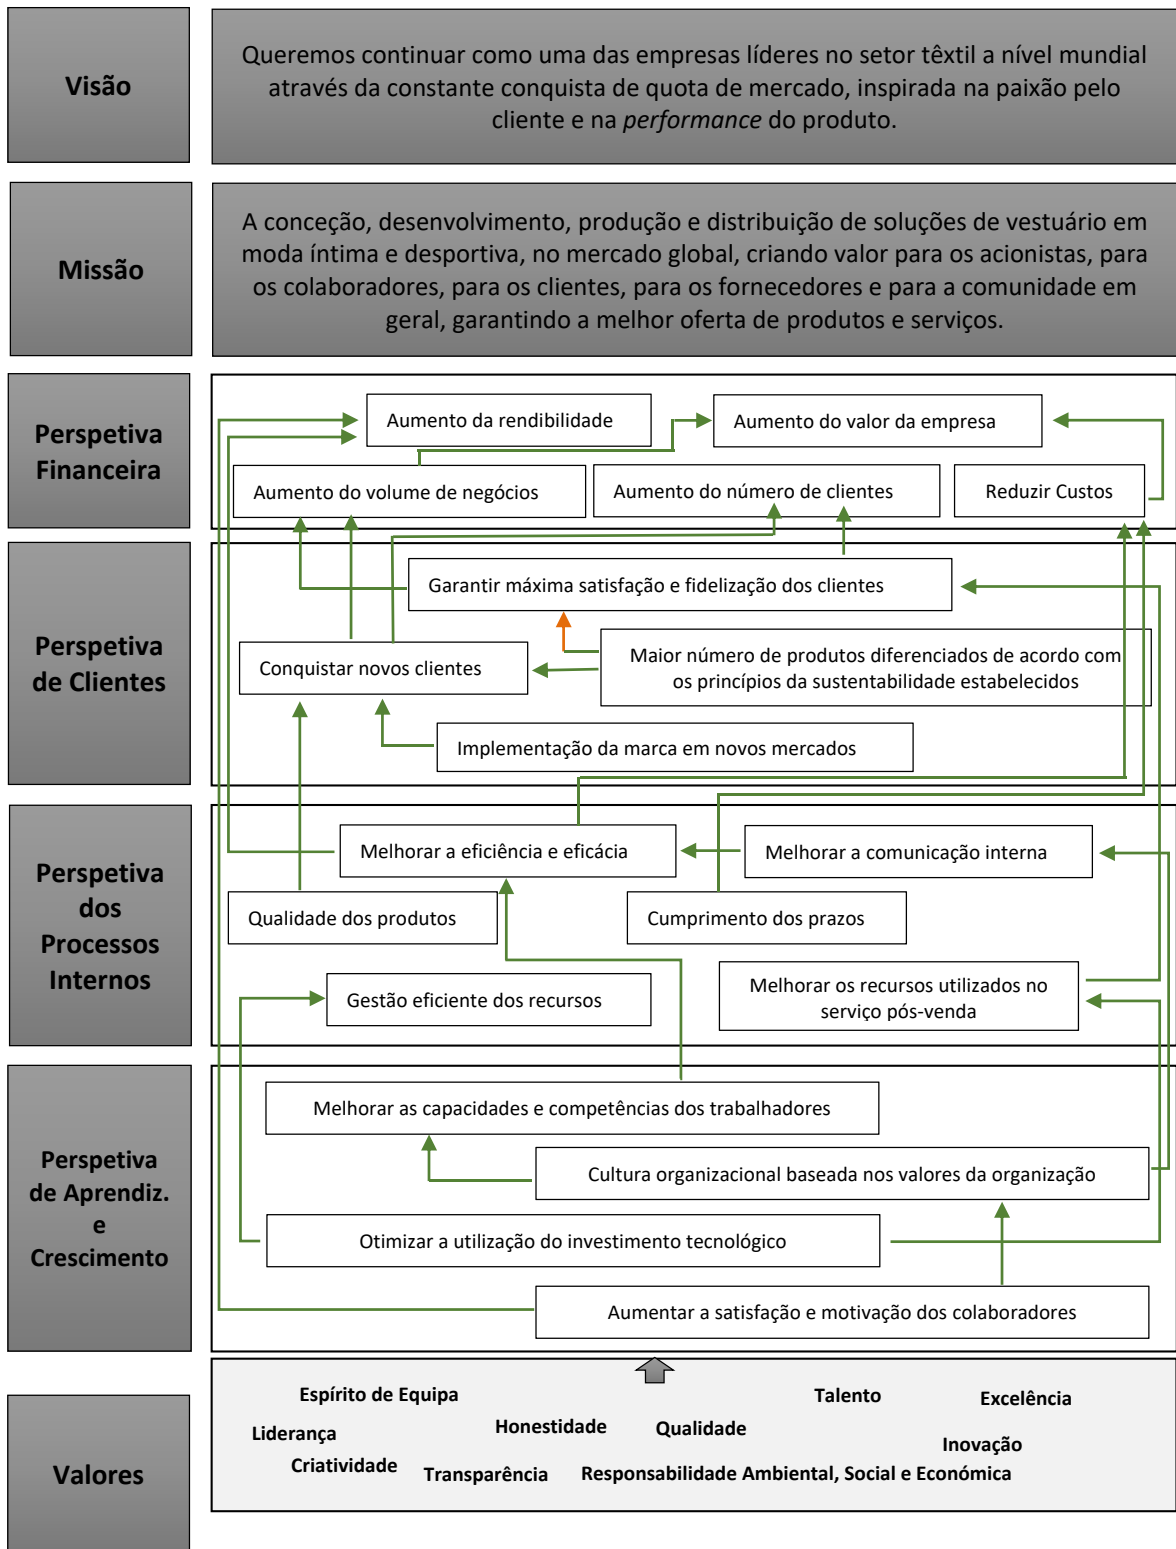 Visão
Queremos continuar como uma das empresas líderes no setor têxtil a nível mundial
através da constante conquista de quota de mercado, inspirada na paixão pelo
cliente e na performance do produto.
Missão
A conceção, desenvolvimento, produção e distribuição de soluções de vestuário em
moda íntima e desportiva, no mercado global, criando valor para os acionistas, para
os colaboradores, para os clientes, para os fornecedores e para a comunidade em
geral, garantindo a melhor oferta de produtos e serviços.
Perspetiva
Financeira
Aumento da rendibilidade
Aumento do valor da empresa
Aumento do volume de negócios
Aumento do número de clientes
Reduzir Custos
Perspetiva
de Clientes
Garantir máxima satisfação e fidelização dos clientes
Conquistar novos clientes
Maior número de produtos diferenciados de acordo com
os princípios da sustentabilidade estabelecidos
Implementação da marca em novos mercados
Perspetiva
dos
Processos
Internos
Melhorar a eficiência e eficácia
Melhorar a comunicação interna
Qualidade dos produtos
Cumprimento dos prazos
Gestão eficiente dos recursos
Melhorar os recursos utilizados no
serviço pós-venda
Perspetiva
de Aprendiz.
e
Crescimento
Melhorar as capacidades e competências dos trabalhadores
Cultura organizacional baseada nos valores da organização
Otimizar a utilização do investimento tecnológico
Aumentar a satisfação e motivação dos colaboradores
Valores
Espírito de Equipa
Talento
Excelência
Liderança
Honestidade
Qualidade
Inovação
Criatividade
Transparência
Responsabilidade Ambiental, Social e Económica